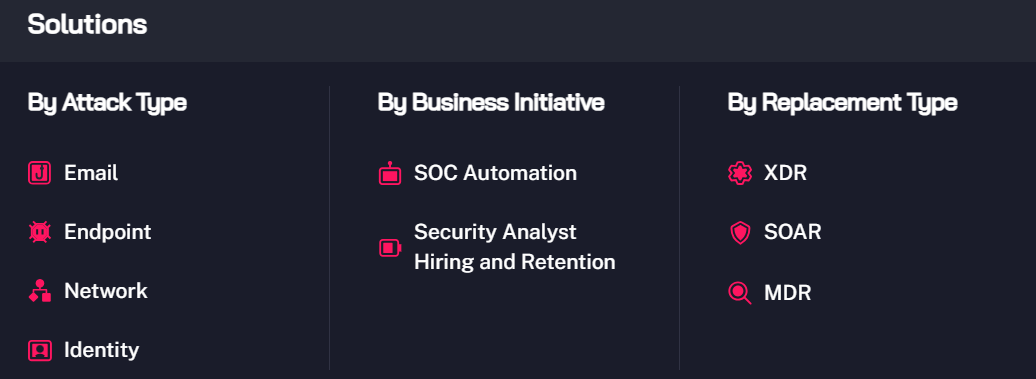 Solutions
By Attack Type
Email
Endpoint
Network
Identity
By Business Initiative
SOC Automation
Security Analyst
Hiring and Retention
By Replacement Type
XDR
SOAR
MDR